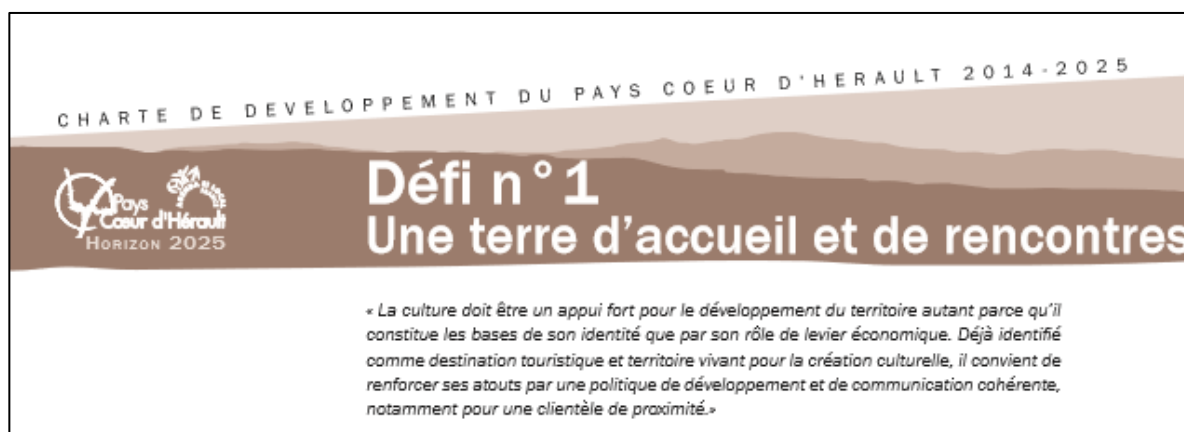 CHARTE DE DEVELOPPEMENT DU PAYS COEUR D'HERAULT 2014-2025
Pays
Cœur d'Hérault
HORIZON 2025
Défi n°1
Une terre d'accueil et de rencontres
« La culture doit être un appui fort pour le développement du territoire autant parce qu'il
constitue les bases de son identité que par son rôle de levier économique. Déjà identifié
comme destination touristique et territoire vivant pour la création culturelle, il convient de
renforcer ses atouts par une politique de développement et de communication cohérente,
notamment pour une clientèle de proximité.»